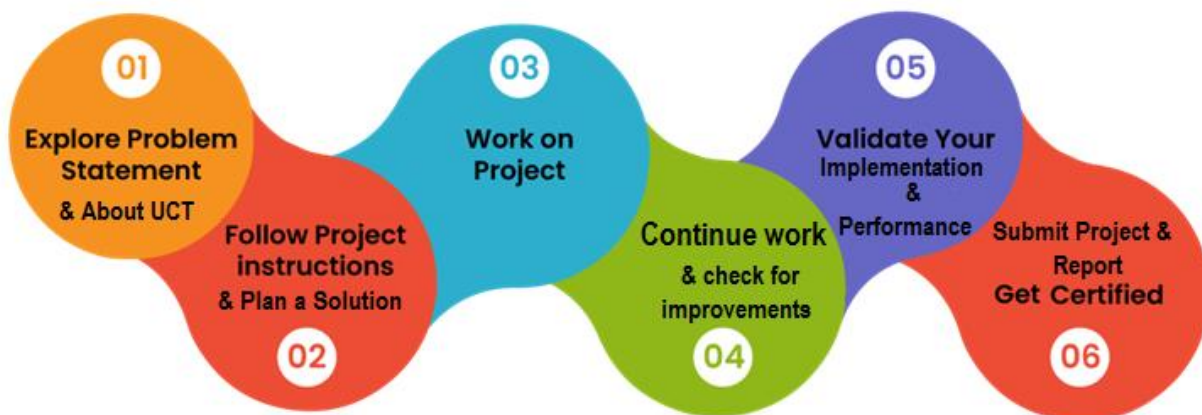 01
Explore Problem
Statement
& About UCT
Follow Project
instructions
& Plan a Solution
02
03
Work on
Project
Continue work
& check for
improvements
04
05
Validate Your
Implementation
&
Performance
Submit Project &
Report
Get Certified
06